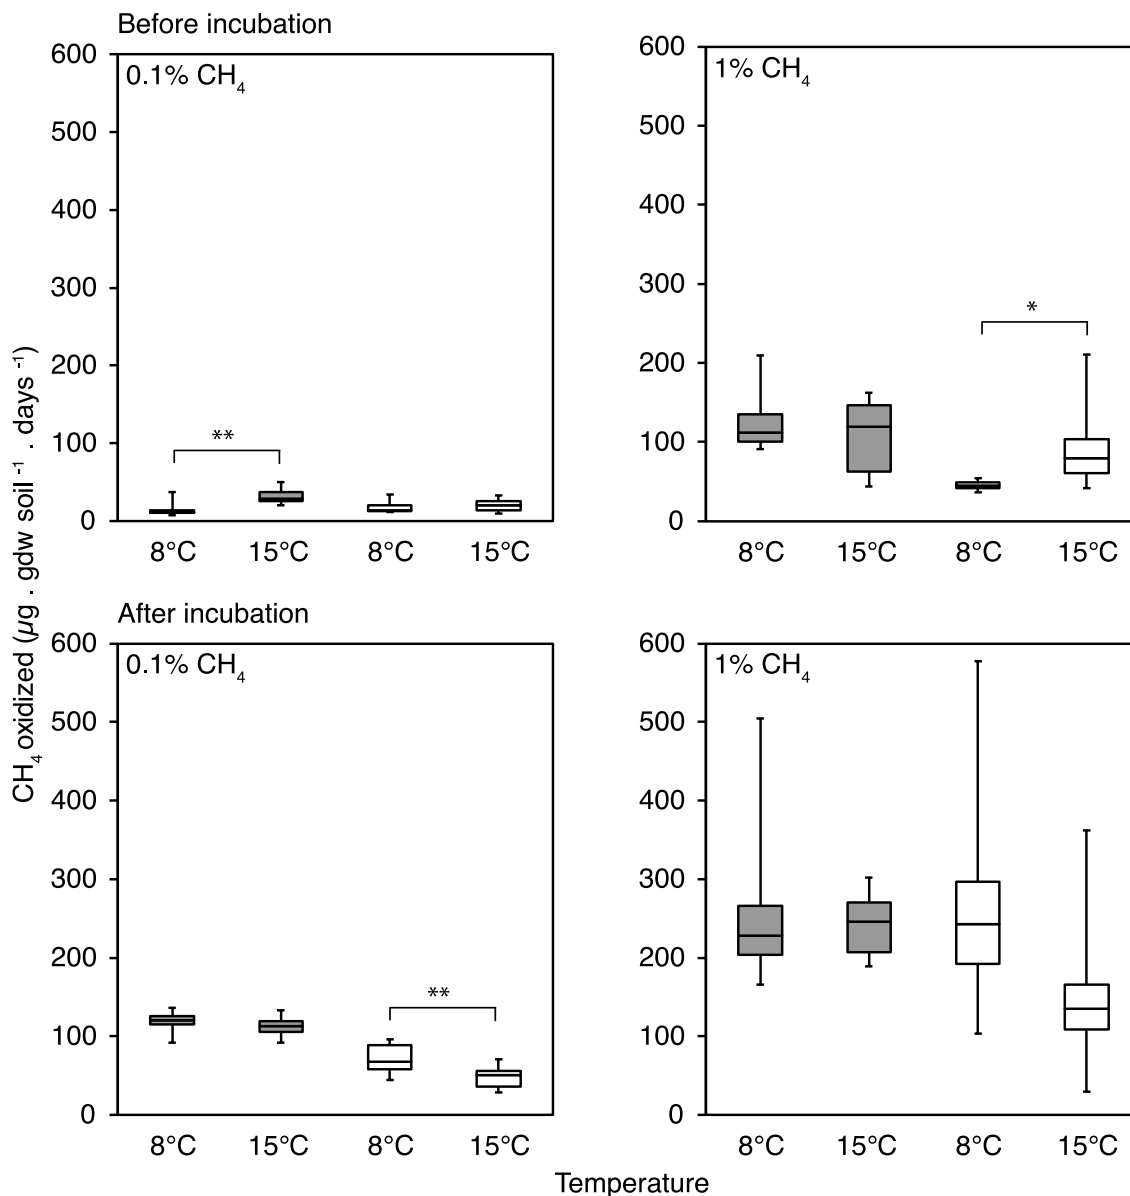 Before incubation
0.1% CH₄
600
500
400
300
200
100
0
**
8°C 15°C 8°C 15°C
1% CH₄
600
500
400
300
200
100
0
*
8°C 15°C 8°C 15°C
After incubation
0.1% CH₄
600
500
400
300
200
100
0
**
8°C 15°C 8°C 15°C
1% CH₄
600
500
400
300
200
100
0
8°C 15°C 8°C 15°C
CH₄ oxidized (µg . gdw soil ⁻¹ . days ⁻¹)
Temperature